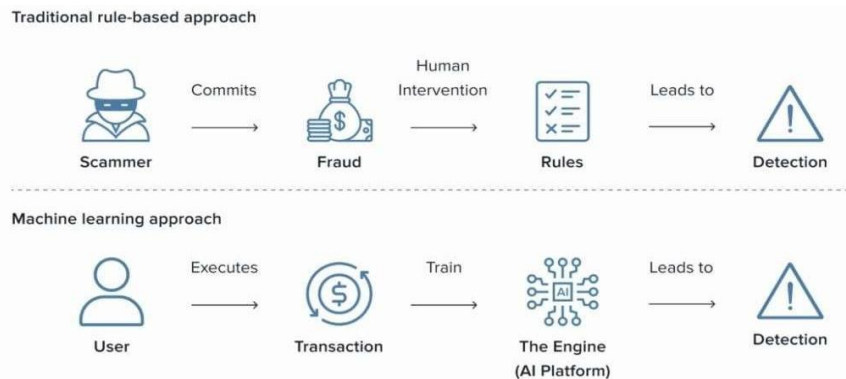 Traditional rule-based approach
Commits
Human
Intervention
Leads to
$
Scammer
Fraud
Rules
Detection
Machine learning approach
Executes
Train
Leads to
$
AI
User
Transaction
The Engine
(AI Platform)
Detection